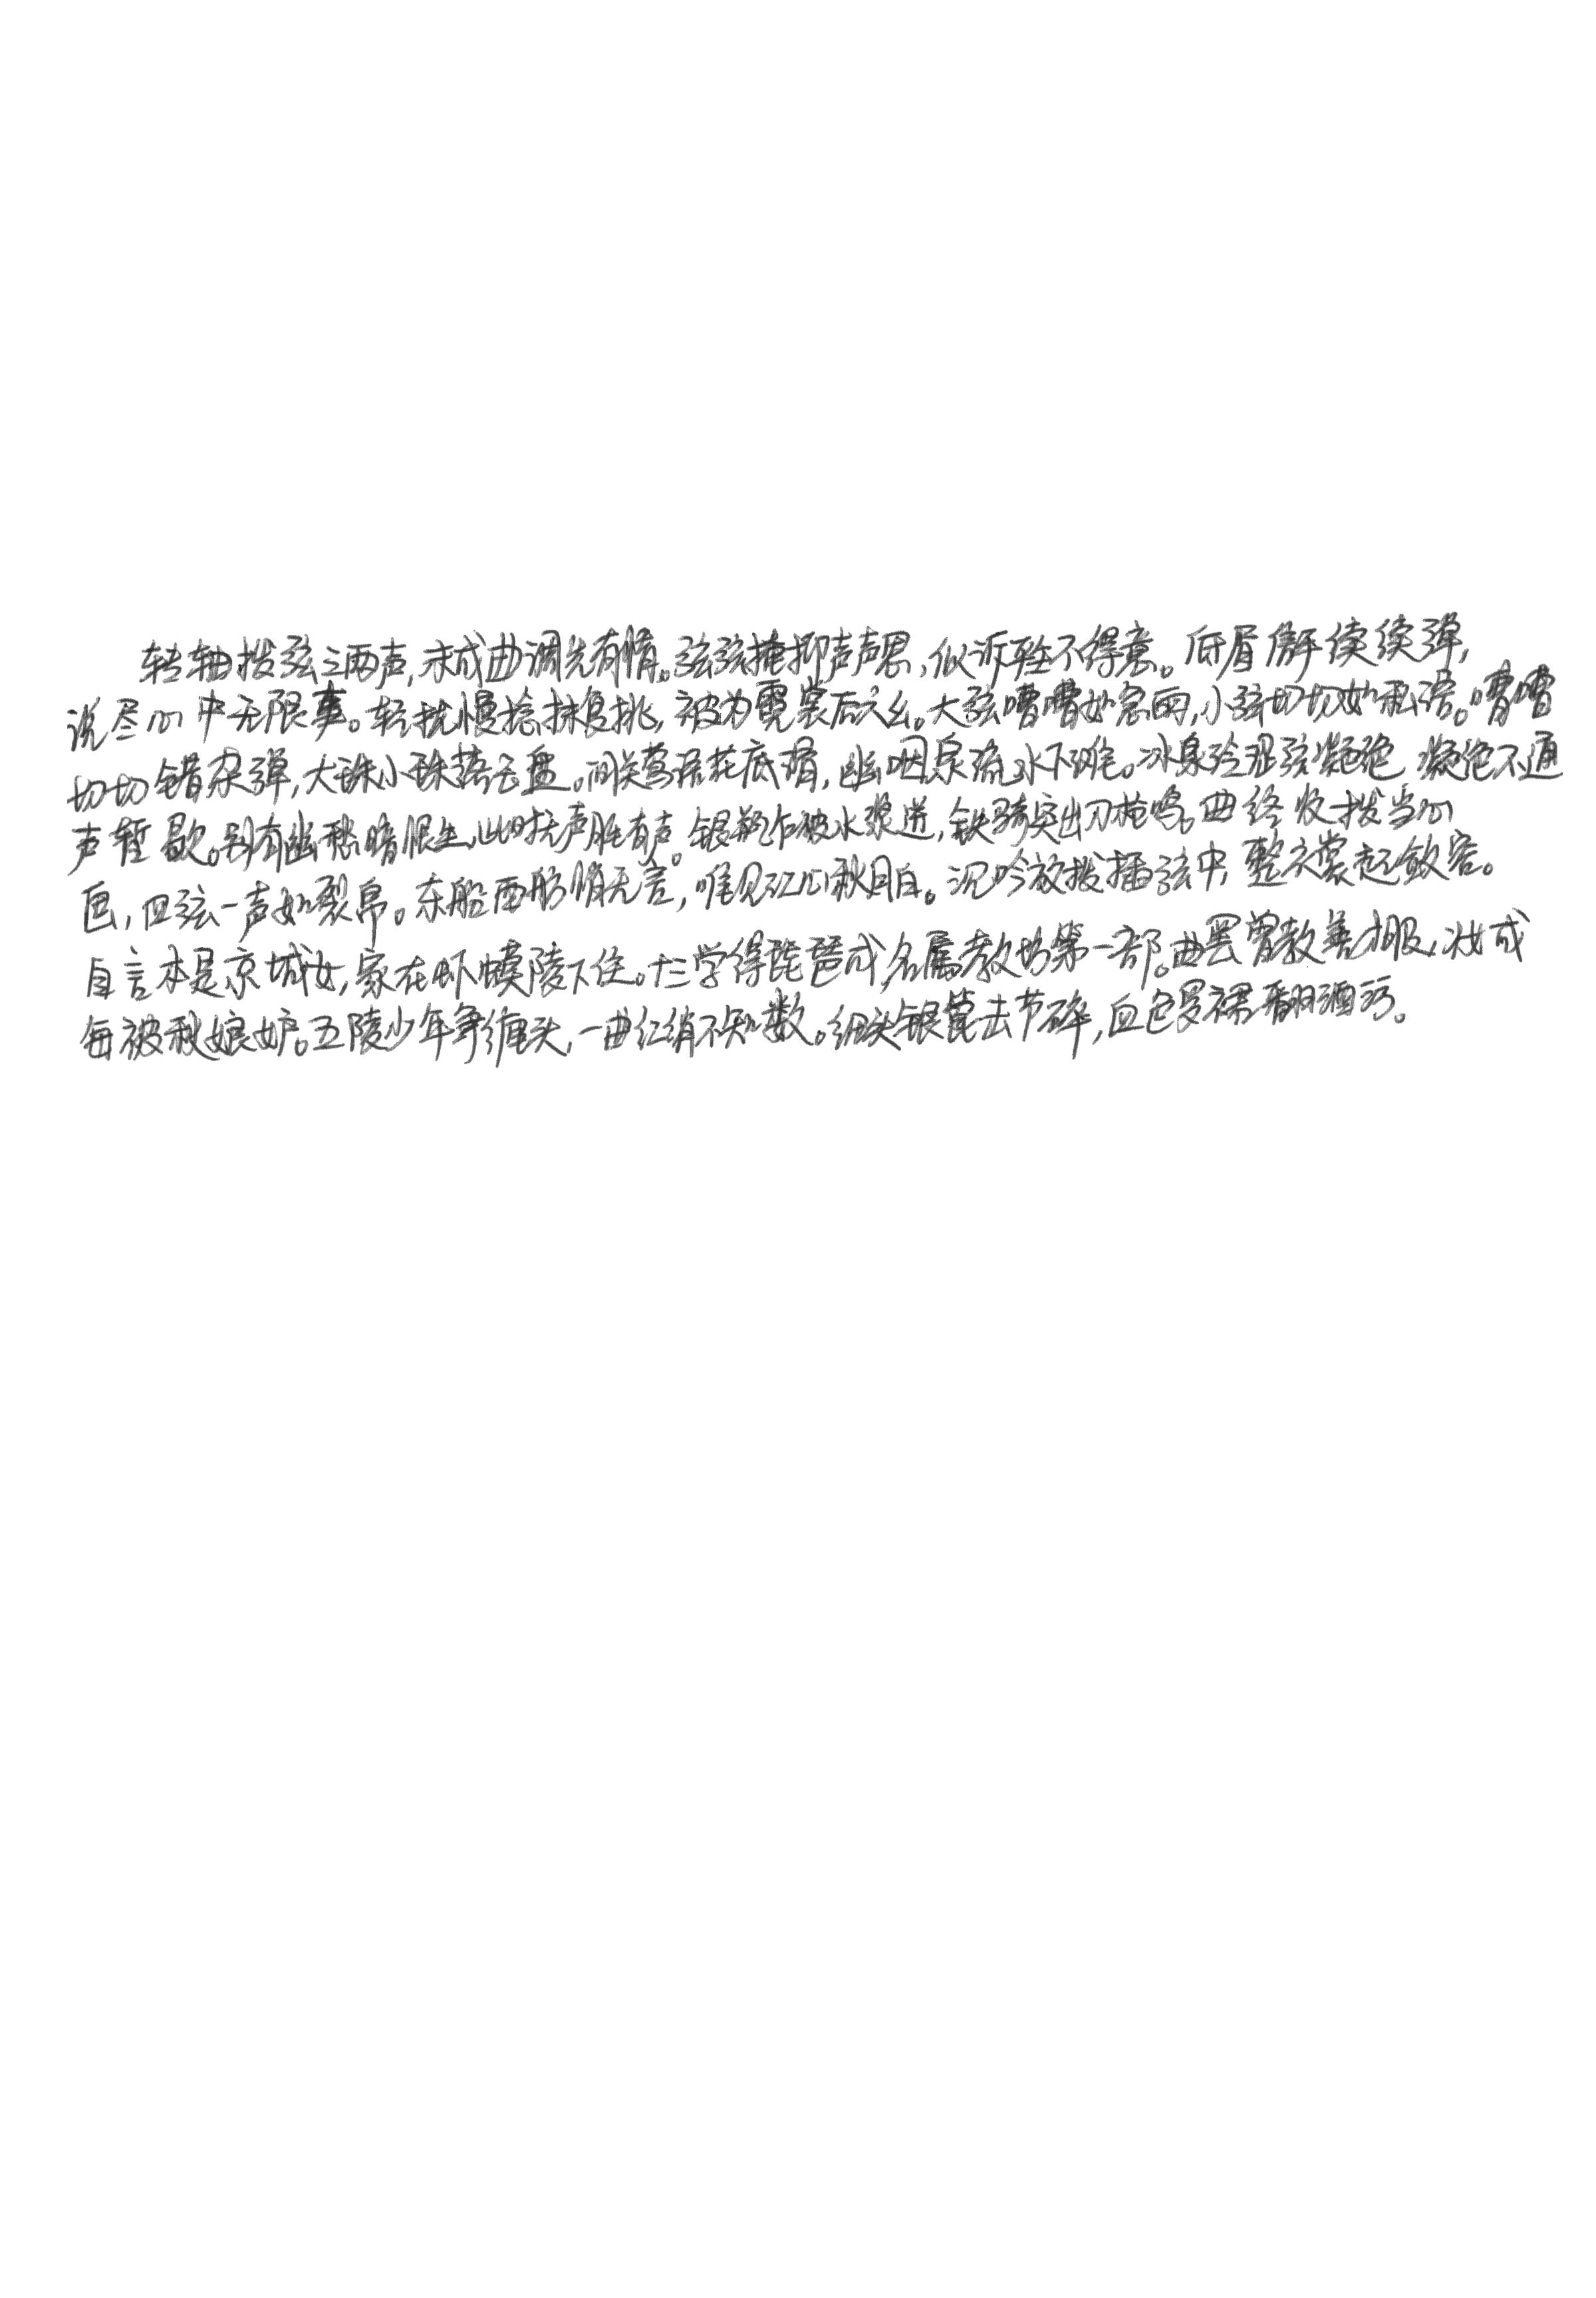 转轴拨弦三两声，未成曲调先有情。弦弦掩抑声声思，似诉平生不得意。低眉信手续续弹，
说尽心中无限事。轻拢慢捻抹复挑，初为霓裳后六幺。大弦嘈嘈如急雨，小弦切切如私语。嘈嘈
切切错杂弹，大珠小珠落玉盘。间关莺语花底滑，幽咽泉流水下滩。冰泉冷涩弦凝绝 凝绝不通
声暂歇。别有幽愁暗恨生，此时无声胜有声。银瓶乍破水浆迸，铁骑突出刀枪鸣。曲终收拨当心
画，四弦一声如裂帛。东船西舫悄无言，唯见江心秋月白。沉吟放拨插弦中，整衣裳起敛容。
自言本是京城女，家在虾蟆陵下住。十三学得琵琶成，名属教坊第一部。曲罢曾教善才服，妆成
每被秋娘妒。五陵少年争缠头，一曲红绡不知数。钿头银篦击节碎，血色罗裙翻酒污。